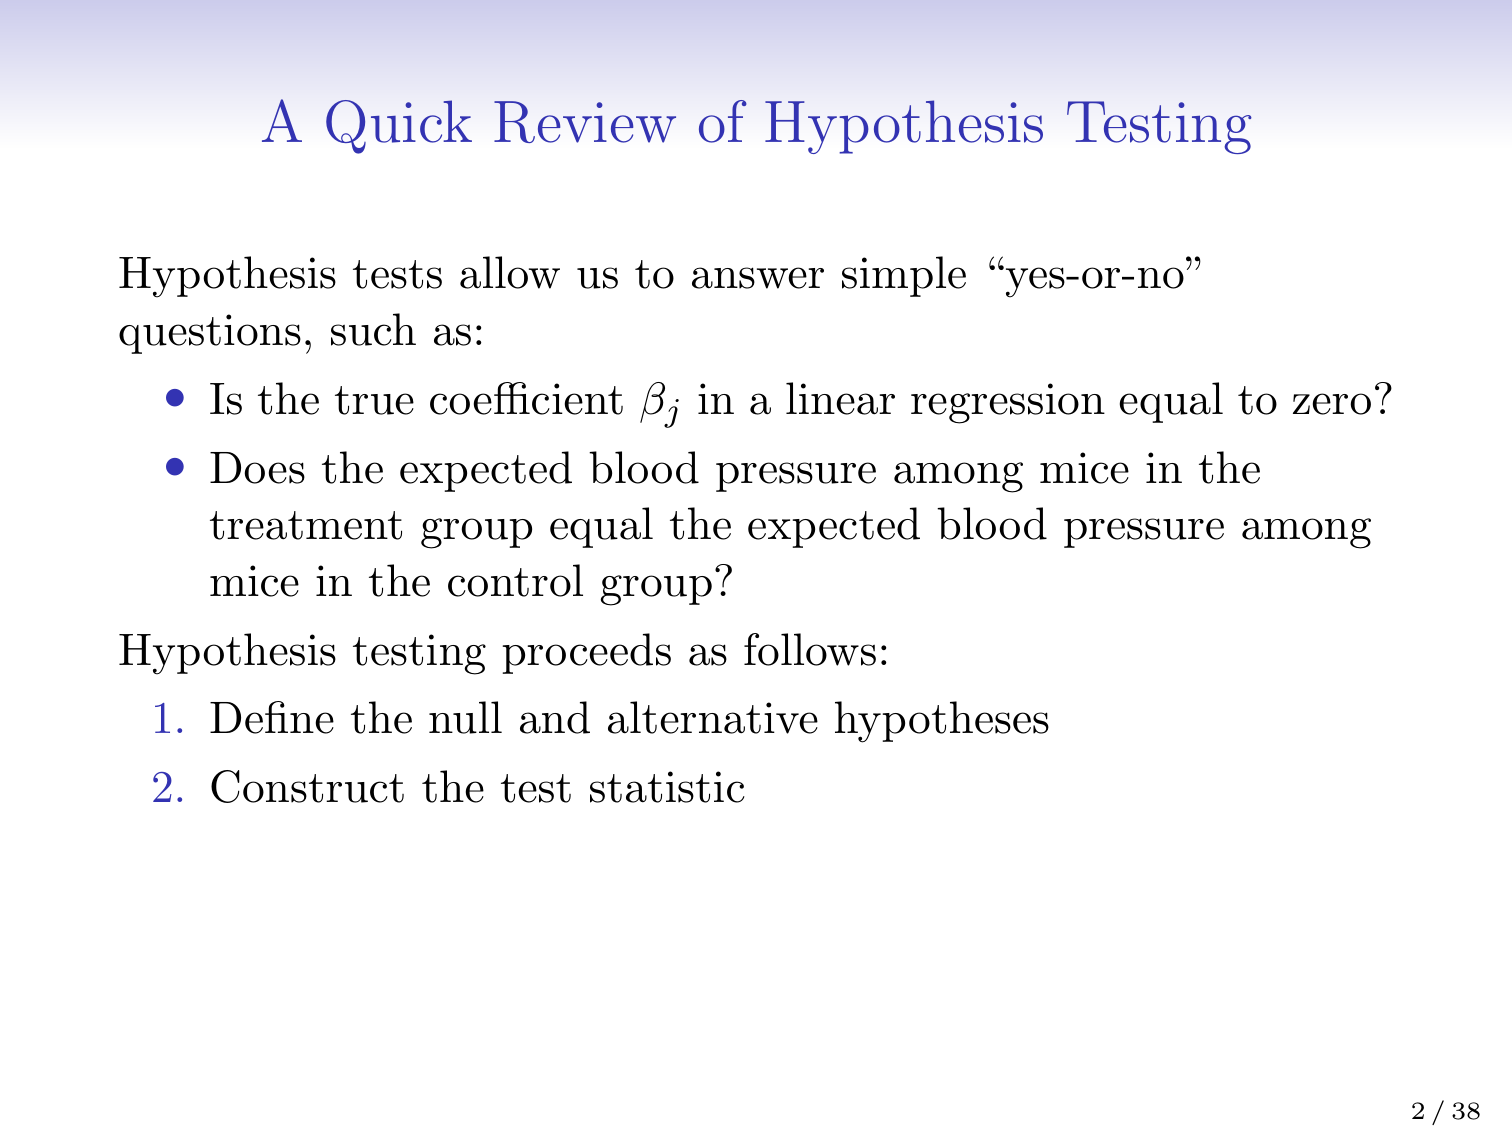 A Quick Review of Hypothesis Testing
Hypothesis tests allow us to answer simple “yes-or-no”
questions, such as:
• Is the true coefficient βj in a linear regression equal to zero?
• Does the expected blood pressure among mice in the
treatment group equal the expected blood pressure among
mice in the control group?
Hypothesis testing proceeds as follows:
1. Define the null and alternative hypotheses
2. Construct the test statistic
2 / 38